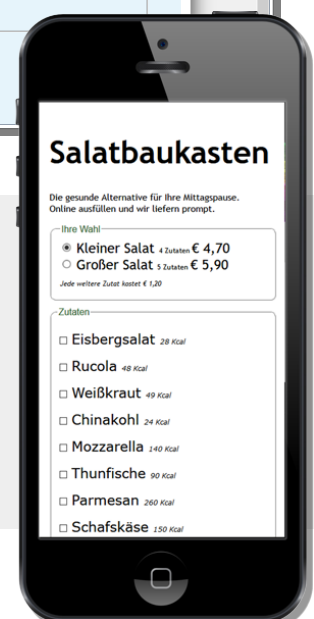 Salatbaukasten
Die gesunde Alternative für Ihre Mittagspause.
Online ausfüllen und wir liefern prompt.
Ihre Wahl
Kleiner Salat 4 Zutaten € 4,70
Großer Salat 5 Zutaten € 5,90
Jede weitere Zutat kostet € 1,20
Zutaten
Eisbergsalat 28 Kcal
Rucola 48 Kcal
Weißkraut 49 Kcal
Chinakohl 24 Kcal
Mozzarella 140 Kcal
Thunfische 90 Kcal
Parmesan 260 Kcal
Schafskäse 150 Kcal